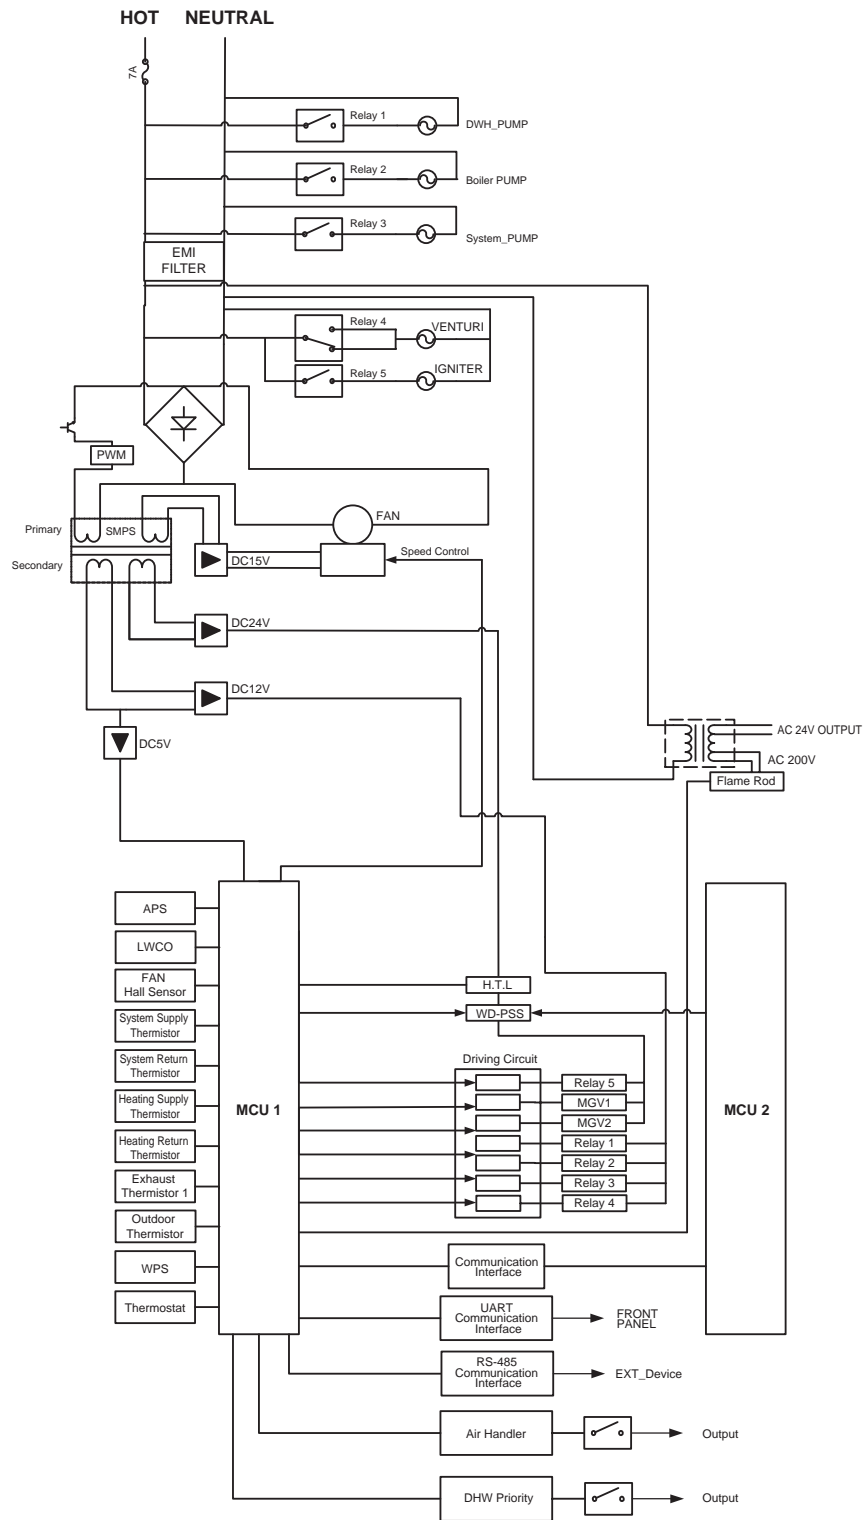 HOT NEUTRAL
7A
Relay 1
DWH_PUMP
Relay 2
Boiler PUMP
Relay 3
System_PUMP
EMI
FILTER
Relay 4
VENTURI
Relay 5
IGNITER
PWM
FAN
Primary
SMPS
Speed Control
Secondary
DC15V
DC24V
DC12V
DC5V
AC 24V OUTPUT
AC 200V
Flame Rod
APS
LWCO
FAN
Hall Sensor
System Supply
Thermistor
System Return
Thermistor
Heating Supply
Thermistor
Heating Return
Thermistor
Exhaust
Thermistor 1
Outdoor
Thermistor
WPS
Thermostat
MCU 1
H.T.L
WD-PSS
Driving Circuit
Relay 5
MGV1
MGV2
Relay 1
Relay 2
Relay 3
Relay 4
MCU 2
Communication
Interface
UART
Communication
Interface
FRONT
PANEL
RS-485
Communication
Interface
EXT_Device
Air Handler
Output
DHW Priority
Output